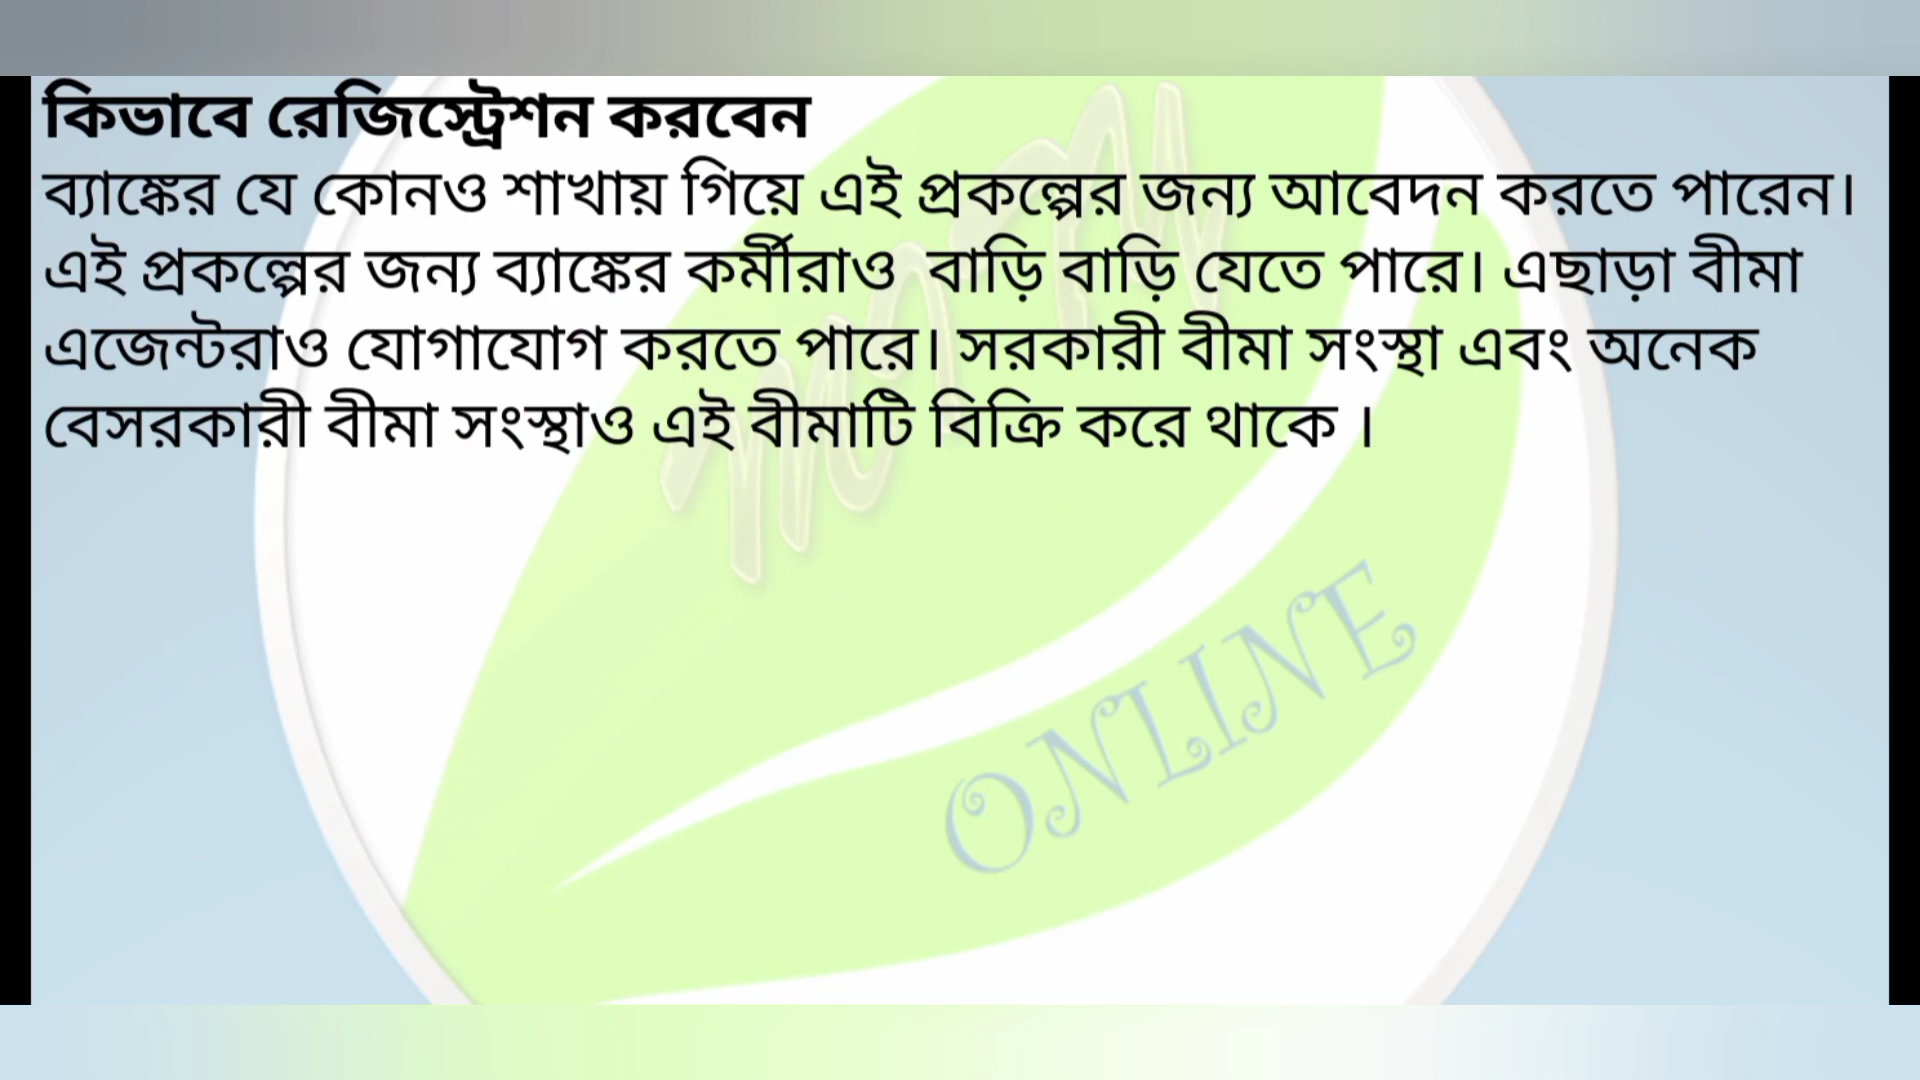 কিভাবে রেজিস্ট্রেশন করবেন
ব্যাঙ্কের যে কোনও শাখায় গিয়ে এই প্রকল্পের জন্য আবেদন করতে পারেন।
এই প্রকল্পের জন্য ব্যাঙ্কের কর্মীরাও  বাড়ি বাড়ি যেতে পারে। এছাড়া বীমা
এজেন্টরাও যোগাযোগ করতে পারে। সরকারী বীমা সংস্থা এবং অনেক
বেসরকারী বীমা সংস্থাও এই বীমাটি বিক্রি করে থাকে ।
ONLINE